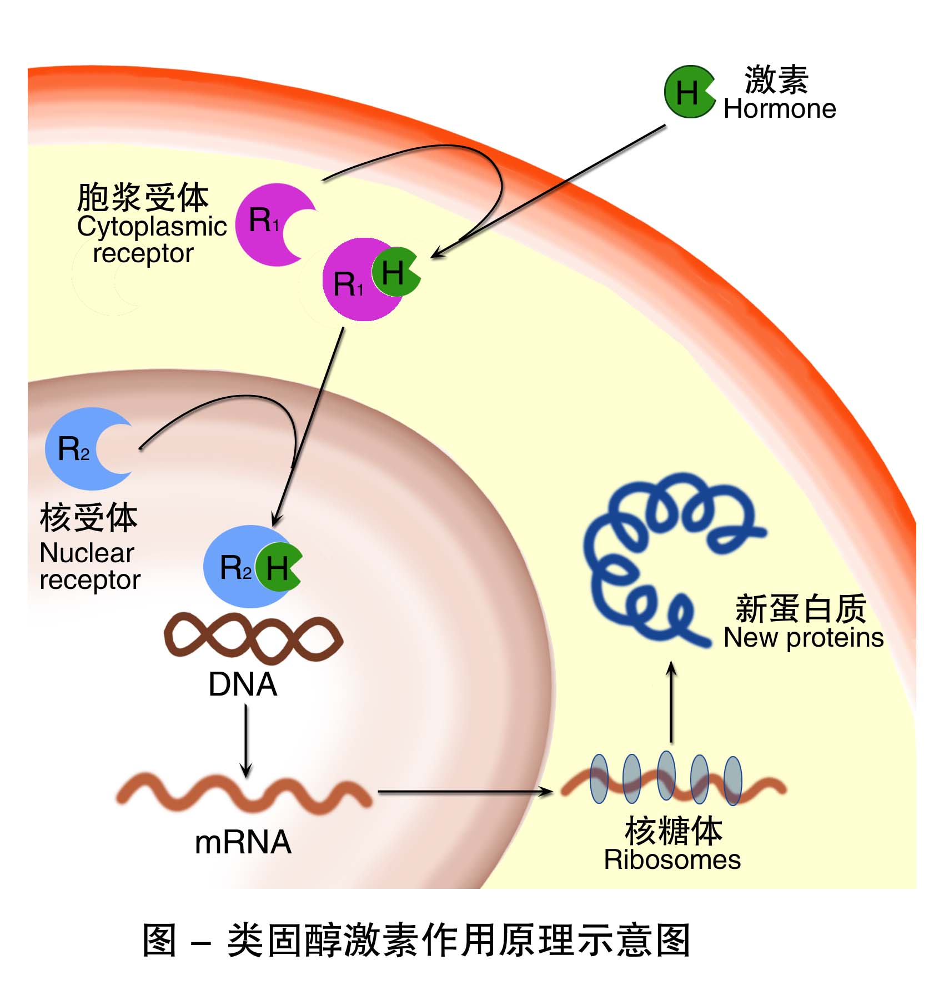 H
激素
Hormone
胞浆受体
Cytoplasmic
receptor
R1
R1 H
R2
核受体
Nuclear
receptor
R2 H
DNA
mRNA
新蛋白质
New proteins
核糖体
Ribosomes
图 – 类固醇激素作用原理示意图